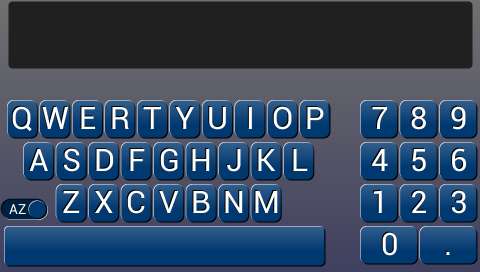 Q W E R T Y U I O P 7 8 9
A S D F G H J K L 4 5 6
AZ Z X C V B N M 1 2 3
0 .